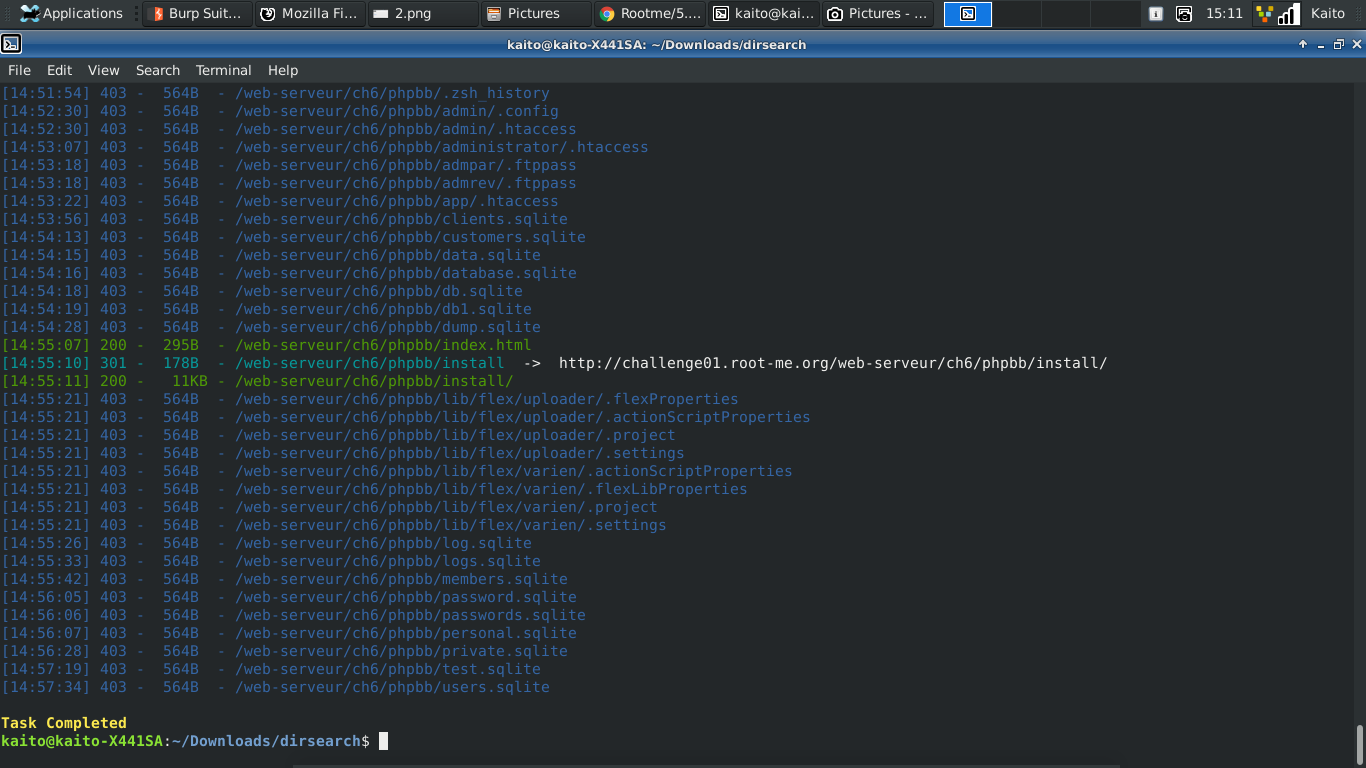 Applications Burp Suit... Mozilla Fi... 2.png Pictures Rootme/5.... kaito@kai... Pictures - ... 15:11 Kaito
kaito@kaito-X441SA: ~/Downloads/dirsearch
File Edit View Search Terminal Help
[14:51:54] 403 -  564B  - /web-serveur/ch6/phpbb/.zsh_history
[14:52:30] 403 -  564B  - /web-serveur/ch6/phpbb/admin/.config
[14:52:30] 403 -  564B  - /web-serveur/ch6/phpbb/admin/.htaccess
[14:53:07] 403 -  564B  - /web-serveur/ch6/phpbb/administrator/.htaccess
[14:53:18] 403 -  564B  - /web-serveur/ch6/phpbb/admpar/.ftppass
[14:53:18] 403 -  564B  - /web-serveur/ch6/phpbb/admrev/.ftppass
[14:53:22] 403 -  564B  - /web-serveur/ch6/phpbb/app/.htaccess
[14:53:56] 403 -  564B  - /web-serveur/ch6/phpbb/clients.sqlite
[14:54:13] 403 -  564B  - /web-serveur/ch6/phpbb/customers.sqlite
[14:54:15] 403 -  564B  - /web-serveur/ch6/phpbb/data.sqlite
[14:54:16] 403 -  564B  - /web-serveur/ch6/phpbb/database.sqlite
[14:54:18] 403 -  564B  - /web-serveur/ch6/phpbb/db.sqlite
[14:54:19] 403 -  564B  - /web-serveur/ch6/phpbb/db1.sqlite
[14:54:28] 403 -  564B  - /web-serveur/ch6/phpbb/dump.sqlite
[14:55:07] 200 -  295B  - /web-serveur/ch6/phpbb/index.html
[14:55:10] 301 -  178B  - /web-serveur/ch6/phpbb/install  ->  http://challenge01.root-me.org/web-serveur/ch6/phpbb/install/
[14:55:11] 200 -   11KB - /web-serveur/ch6/phpbb/install/
[14:55:21] 403 -  564B  - /web-serveur/ch6/phpbb/lib/flex/uploader/.flexProperties
[14:55:21] 403 -  564B  - /web-serveur/ch6/phpbb/lib/flex/uploader/.actionScriptProperties
[14:55:21] 403 -  564B  - /web-serveur/ch6/phpbb/lib/flex/uploader/.project
[14:55:21] 403 -  564B  - /web-serveur/ch6/phpbb/lib/flex/uploader/.settings
[14:55:21] 403 -  564B  - /web-serveur/ch6/phpbb/lib/flex/varien/.actionScriptProperties
[14:55:21] 403 -  564B  - /web-serveur/ch6/phpbb/lib/flex/varien/.flexLibProperties
[14:55:21] 403 -  564B  - /web-serveur/ch6/phpbb/lib/flex/varien/.project
[14:55:21] 403 -  564B  - /web-serveur/ch6/phpbb/lib/flex/varien/.settings
[14:55:26] 403 -  564B  - /web-serveur/ch6/phpbb/log.sqlite
[14:55:33] 403 -  564B  - /web-serveur/ch6/phpbb/logs.sqlite
[14:55:42] 403 -  564B  - /web-serveur/ch6/phpbb/members.sqlite
[14:56:05] 403 -  564B  - /web-serveur/ch6/phpbb/password.sqlite
[14:56:06] 403 -  564B  - /web-serveur/ch6/phpbb/passwords.sqlite
[14:56:07] 403 -  564B  - /web-serveur/ch6/phpbb/personal.sqlite
[14:56:28] 403 -  564B  - /web-serveur/ch6/phpbb/private.sqlite
[14:57:19] 403 -  564B  - /web-serveur/ch6/phpbb/test.sqlite
[14:57:34] 403 -  564B  - /web-serveur/ch6/phpbb/users.sqlite
Task Completed
kaito@kaito-X441SA:~/Downloads/dirsearch$